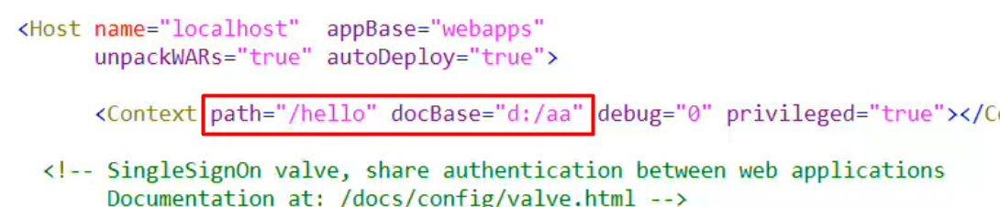 <Host name="localhost"  appBase="webapps"
unpackWARs="true" autoDeploy="true">
<Context path="/hello" docBase="d:/aa" debug="0" privileged="true"></C
<!-- SingleSignOn valve, share authentication between web applications
Documentation at: /docs/config/valve.html -->